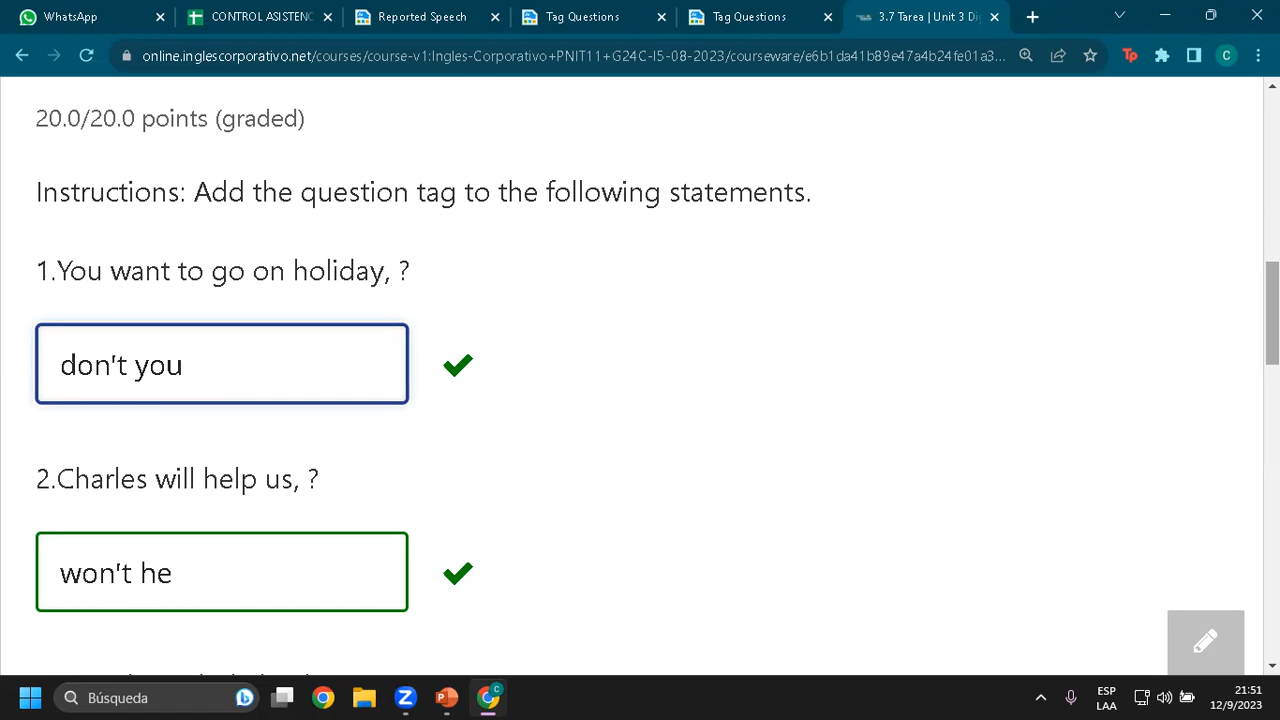 WhatsApp
CONTROL ASISTENC
Reported Speech
Tag Questions
Tag Questions
3.7 Tarea | Unit 3 Di
online.inglescorporativo.net/courses/course-v1:Ingles-Corporativo+PNIT11+G24C-I5-08-2023/courseware/e6b1da41b89e47a4b24fe01a3...
Tp
C
20.0/20.0 points (graded)
Instructions: Add the question tag to the following statements.
1.You want to go on holiday, ?
don't you
2.Charles will help us, ?
won't he
Búsqueda
ESP
LAA
21:51
12/9/2023